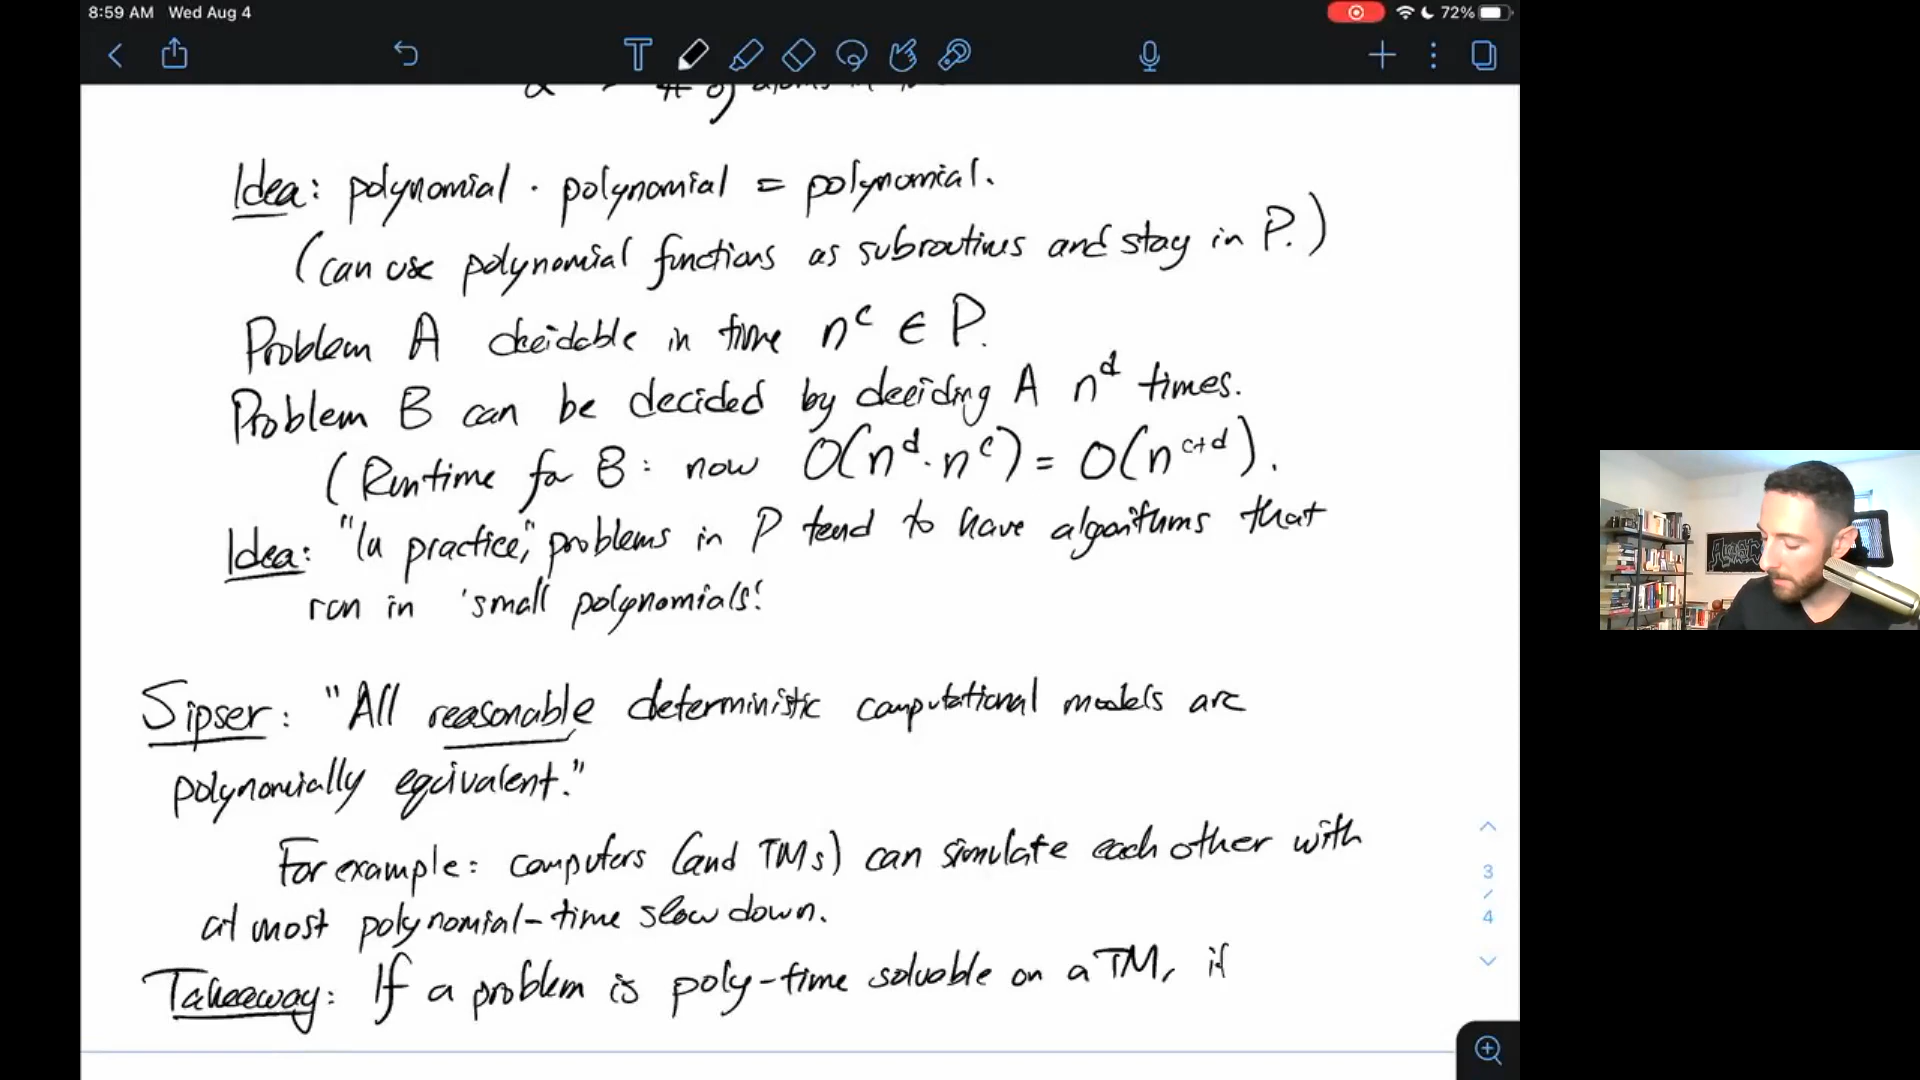 8:59 AM Wed Aug 4
72%
# of atoms in
Idea: polynomial · polynomial = polynomial.
(can use polynomial functions as subroutines and stay in P.)
Problem A decidable in time n^c ∈ P.
Problem B can be decided by deciding A n^d times.
(Runtime for B: now O(n^d · n^c) = O(n^c+d).
Idea: "In practice," problems in P tend to have algorithms that
run in 'small polynomials'.
Sipser: "All reasonable deterministic computational models are
polynomially equivalent."
For example: computers (and TMs) can simulate each other with
at most polynomial-time slow down.
Takeaway: If a problem is poly-time solvable on a TM, it
3
/
4